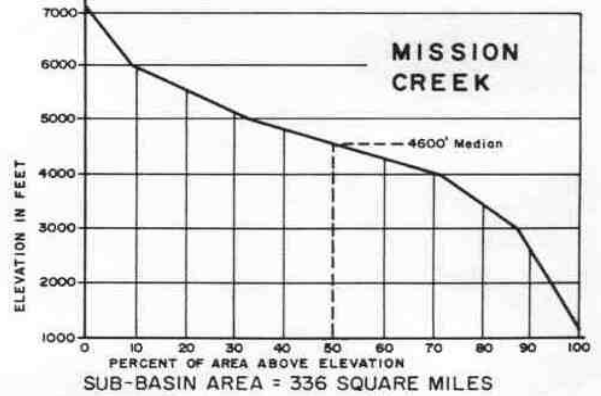 MISSION
CREEK
7000
6000
5000
4000
3000
2000
1000
ELEVATION IN FEET
4600' Median
0 10 20 30 40 50 60 70 80 90 100
PERCENT OF AREA ABOVE ELEVATION
SUB-BASIN AREA = 336 SQUARE MILES